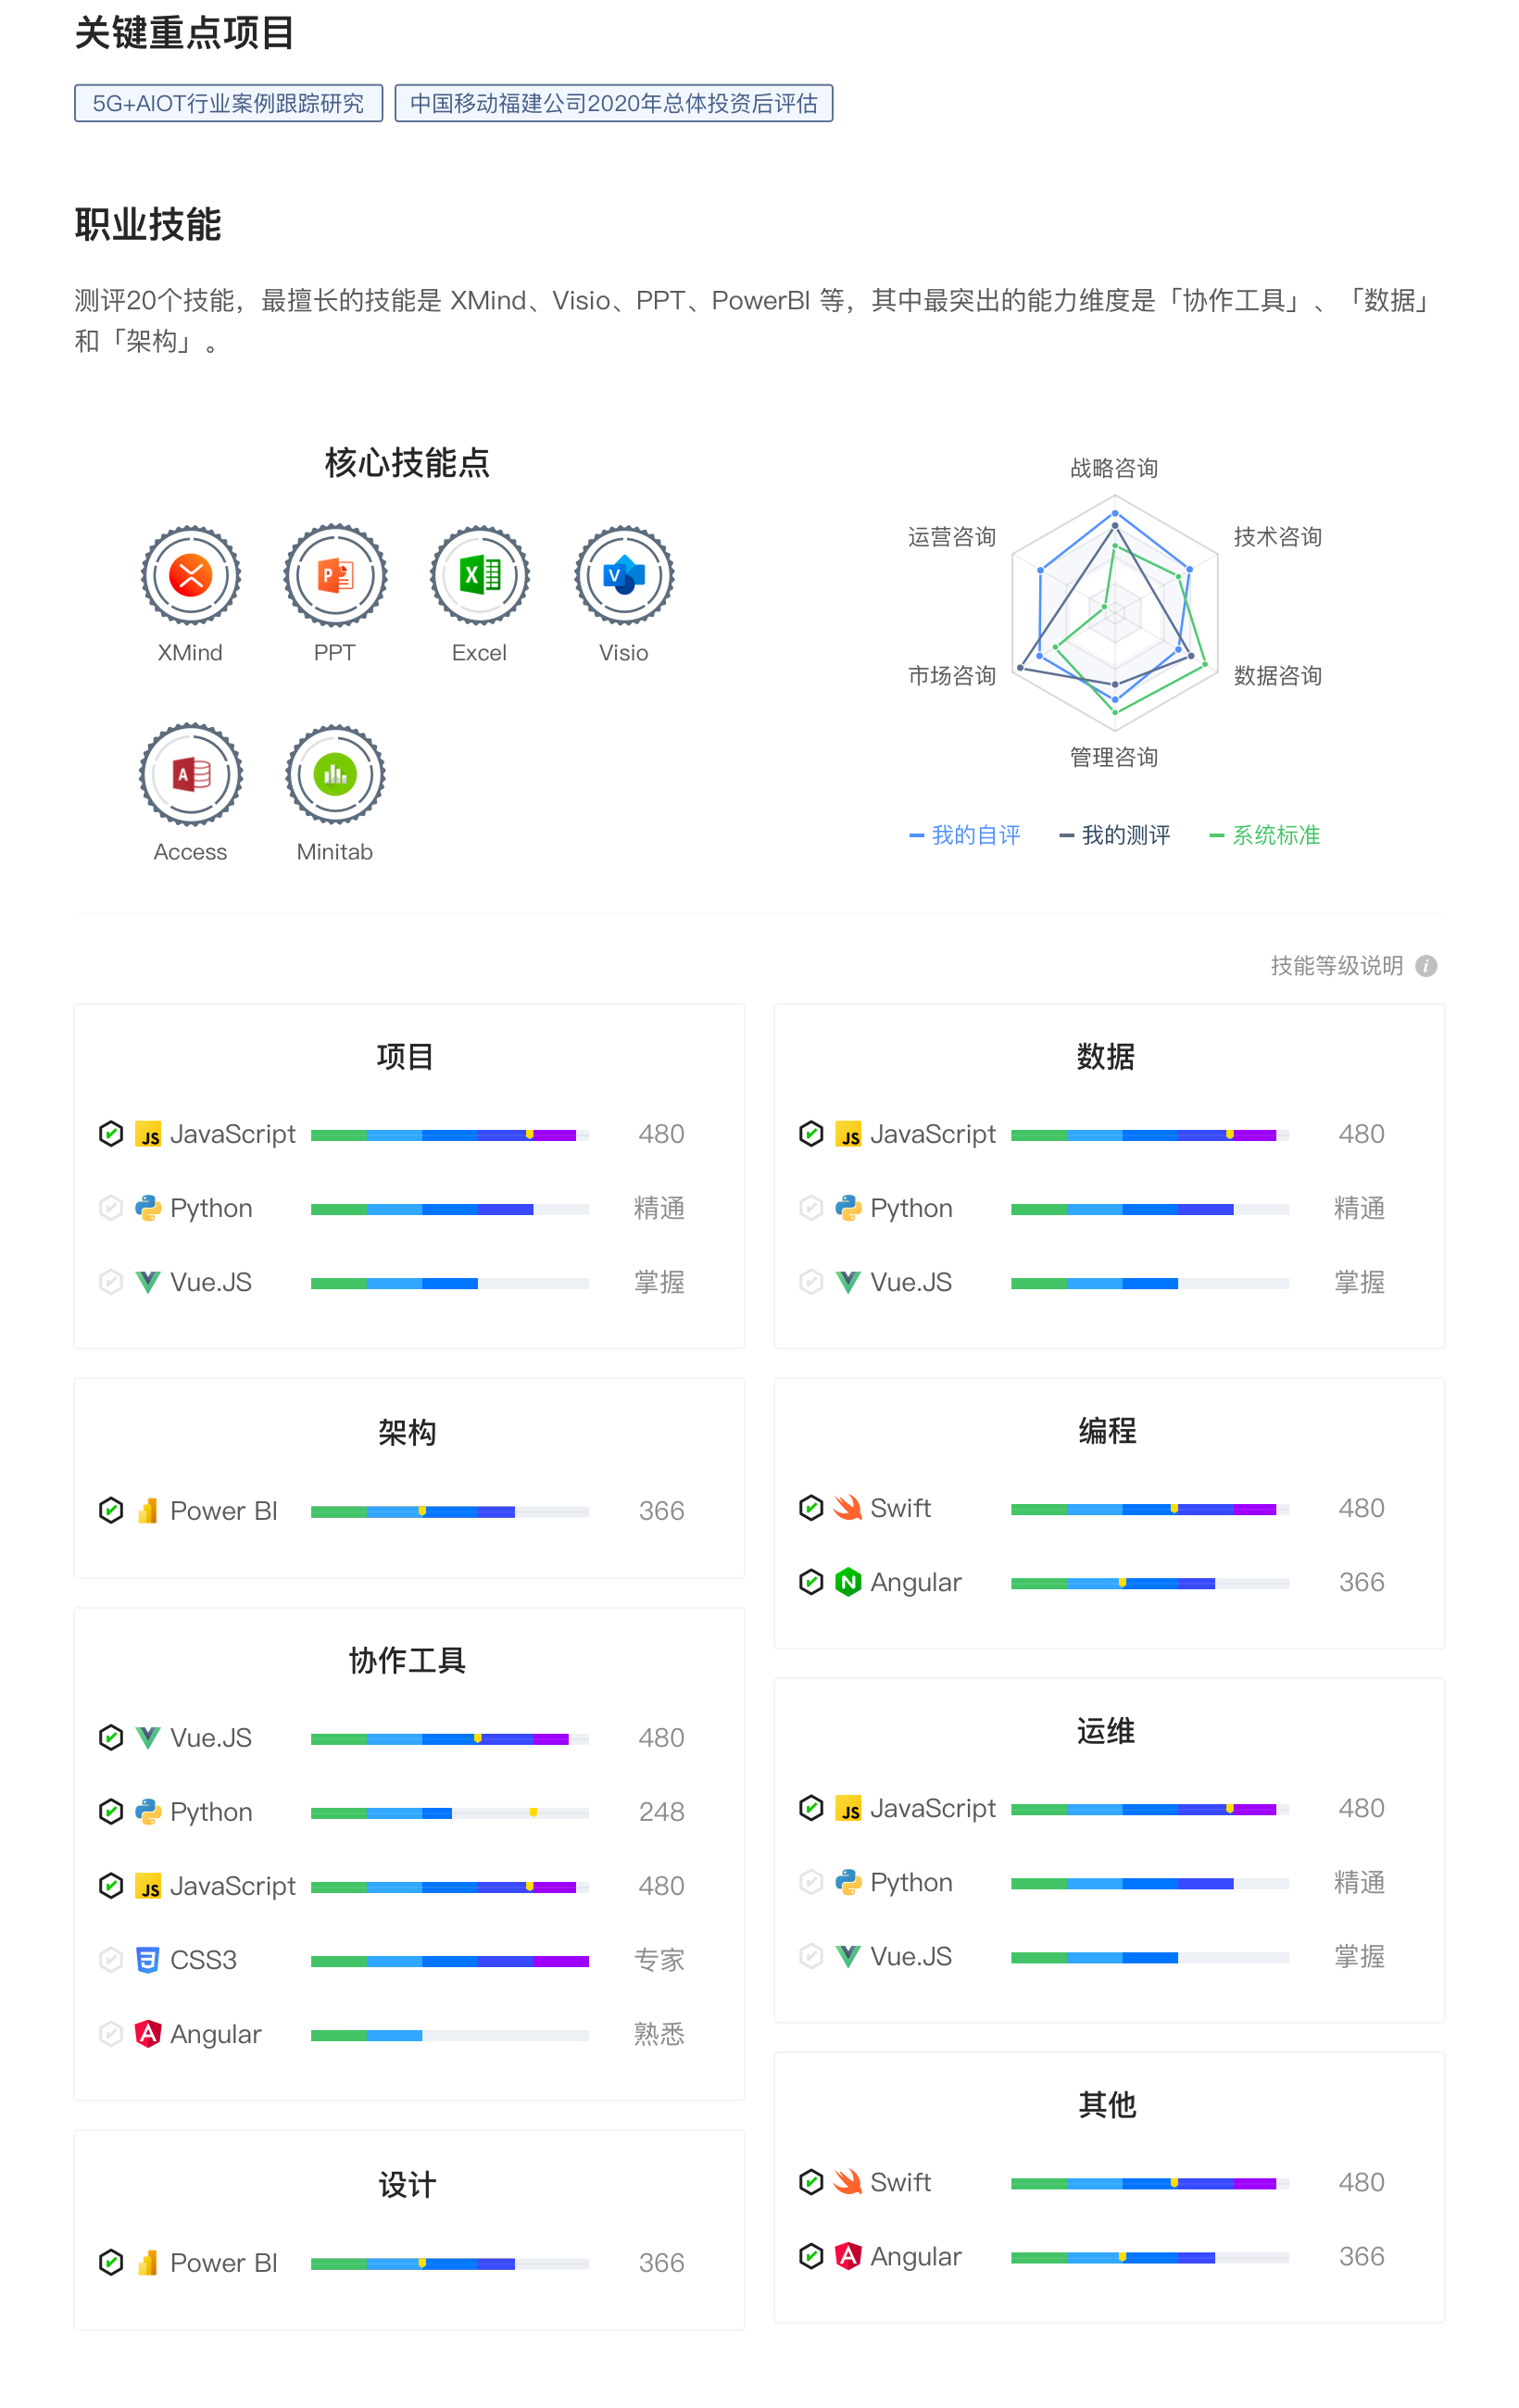 关键重点项目
5G+AIOT行业案例跟踪研究
中国移动福建公司2020年总体投资后评估
职业技能
测评20个技能，最擅长的技能是 XMind、Visio、PPT、PowerBI 等，其中最突出的能力维度是「协作工具」、「数据」
和「架构」。
核心技能点
XMind
PPT
Excel
Visio
Access
Minitab
战略咨询
运营咨询
技术咨询
市场咨询
数据咨询
管理咨询
我的自评
我的测评
系统标准
技能等级说明
项目
JavaScript 480
Python 精通
Vue.JS 掌握
数据
JavaScript 480
Python 精通
Vue.JS 掌握
架构
Power BI 366
编程
Swift 480
Angular 366
协作工具
Vue.JS 480
Python 248
JavaScript 480
CSS3 专家
Angular 熟悉
运维
JavaScript 480
Python 精通
Vue.JS 掌握
设计
Power BI 366
其他
Swift 480
Angular 366